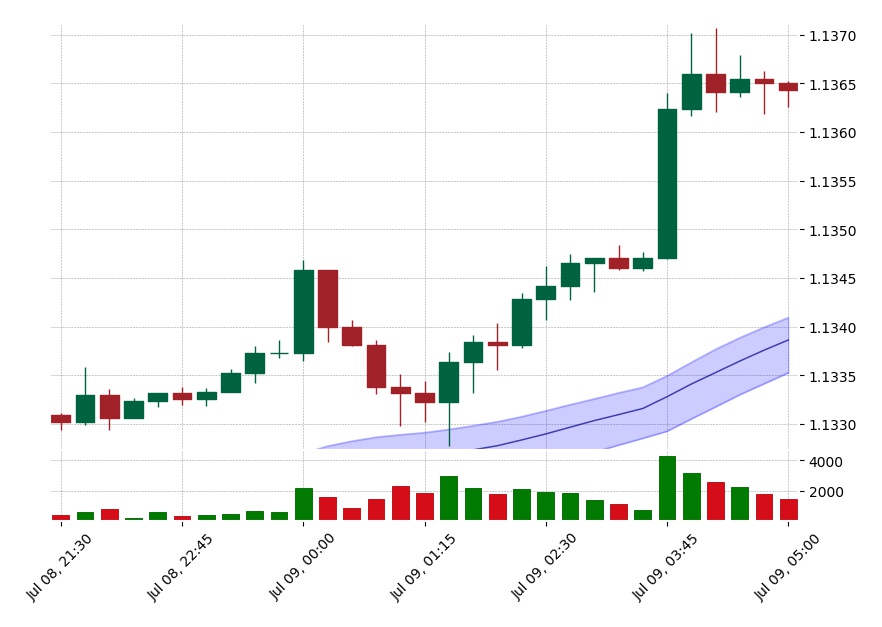 1.1370
1.1365
1.1360
1.1355
1.1350
1.1345
1.1340
1.1335
1.1330
4000
2000
Jul 08, 21:30
Jul 08, 22:45
Jul 09, 00:00
Jul 09, 01:15
Jul 09, 02:30
Jul 09, 03:45
Jul 09, 05:00